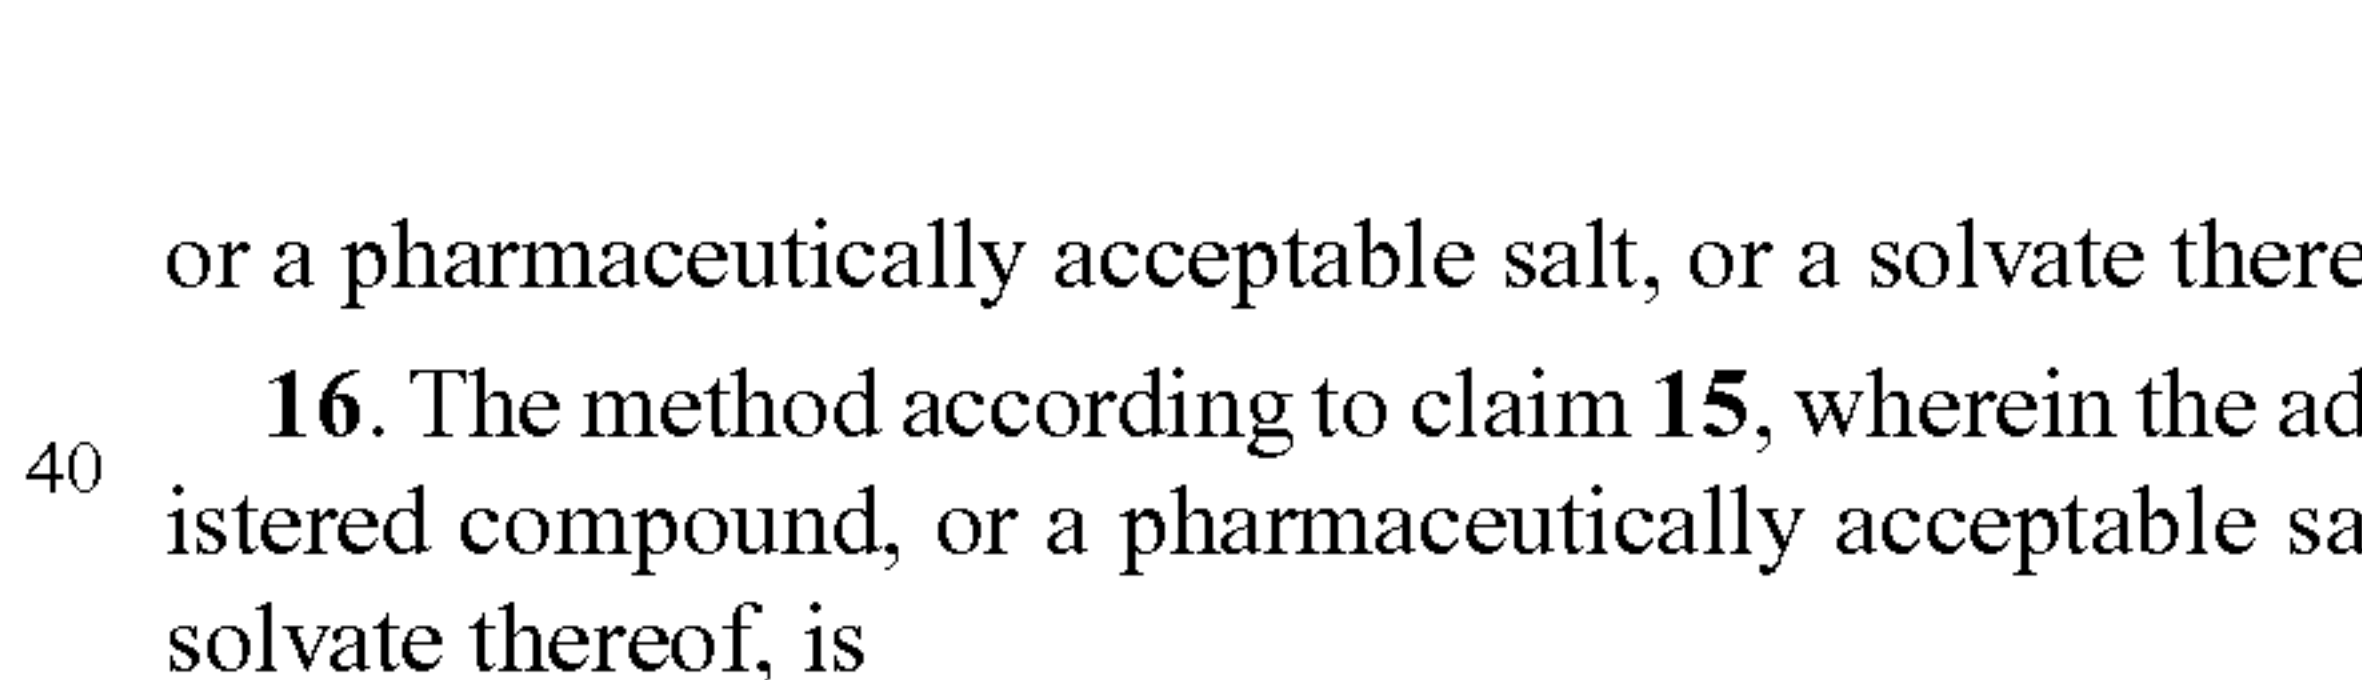 or a pharmaceutically acceptable salt, or a solvate there
16. The method according to claim 15, wherein the ad
40
istered compound, or a pharmaceutically acceptable sa
solvate thereof, is